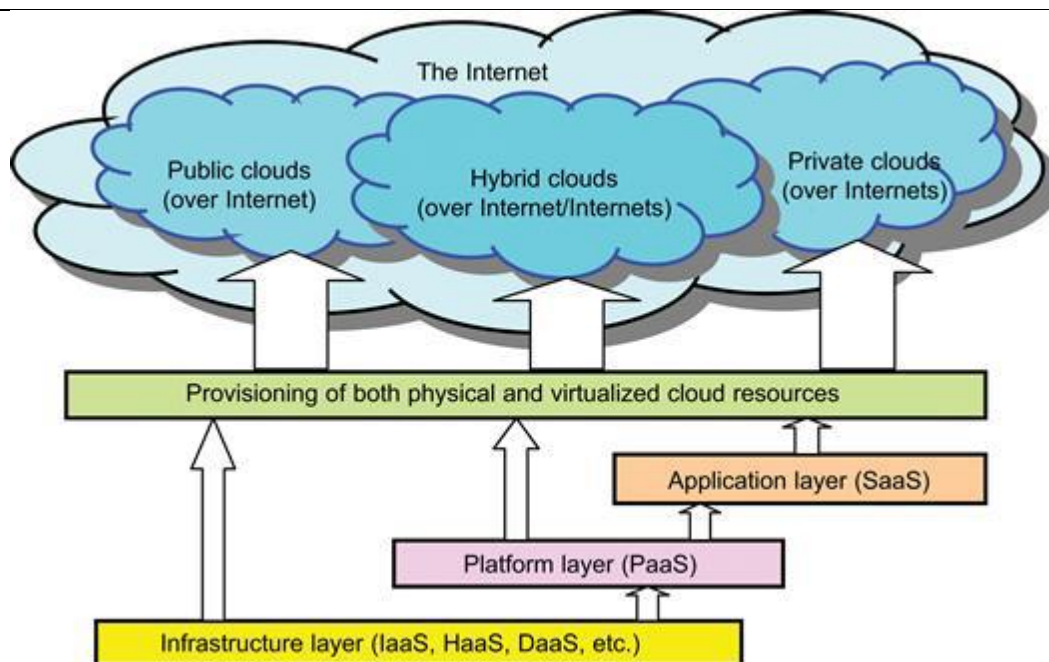 The Internet
Public clouds
(over Internet)
Hybrid clouds
(over Internet/Internets)
Private clouds
(over Internets)
Provisioning of both physical and virtualized cloud resources
Application layer (SaaS)
Platform layer (PaaS)
Infrastructure layer (IaaS, HaaS, DaaS, etc.)